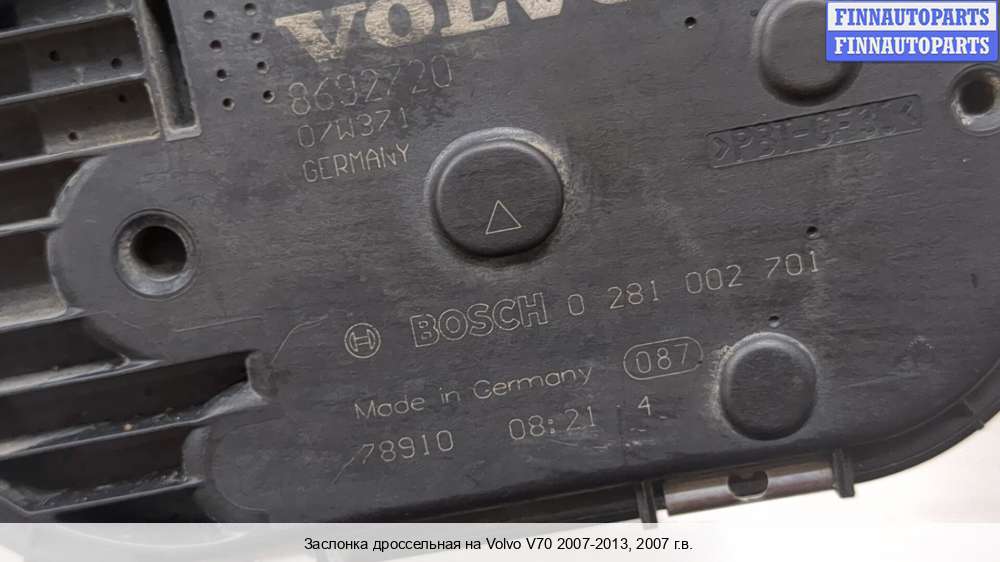 FINNAUTOPARTS
FINNAUTOPARTS
VOLVO
8692720
07W371
GERMANY
BOSCH 0 281 002 701
Made in Germany 087
78910 08:21 4
Заслонка дроссельная на Volvo V70 2007-2013, 2007 г.в.